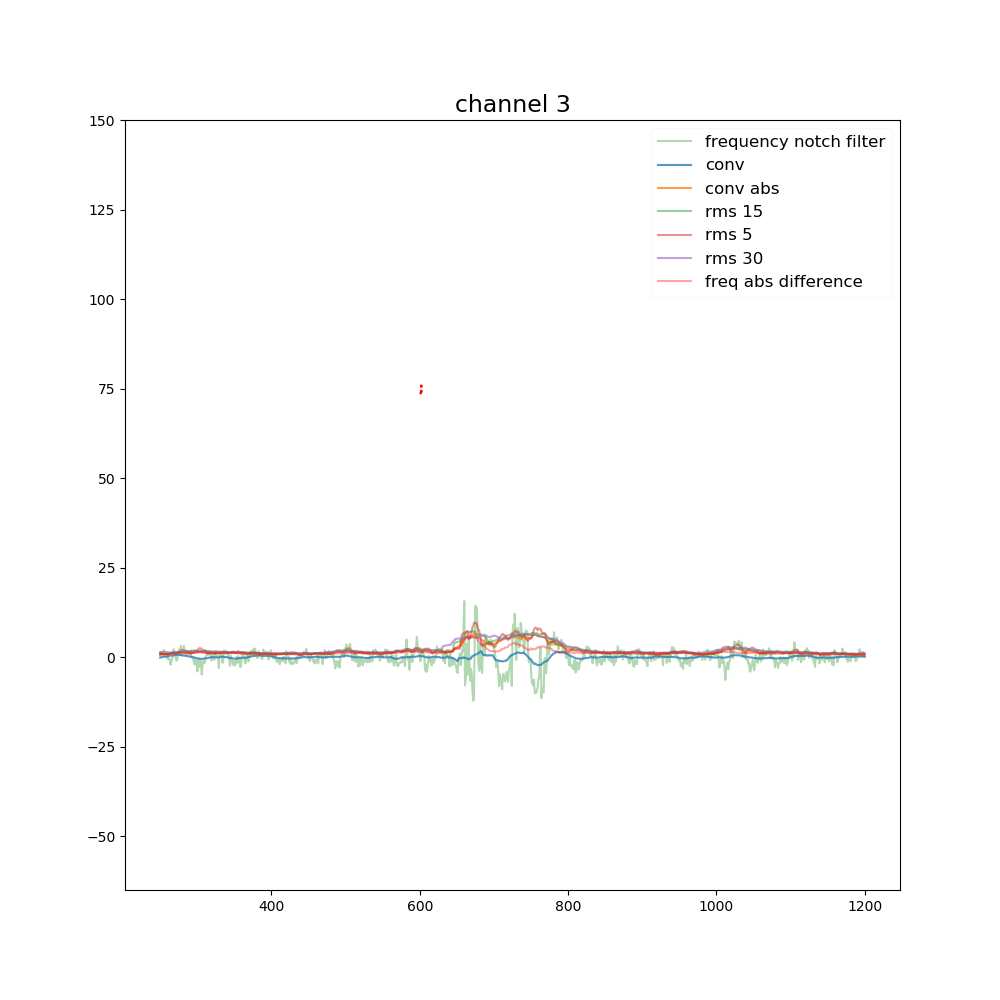 channel 3
150
125
100
75
50
25
0
−25
−50
frequency notch filter
conv
conv abs
rms 15
rms 5
rms 30
freq abs difference
;
400 600 800 1000 1200